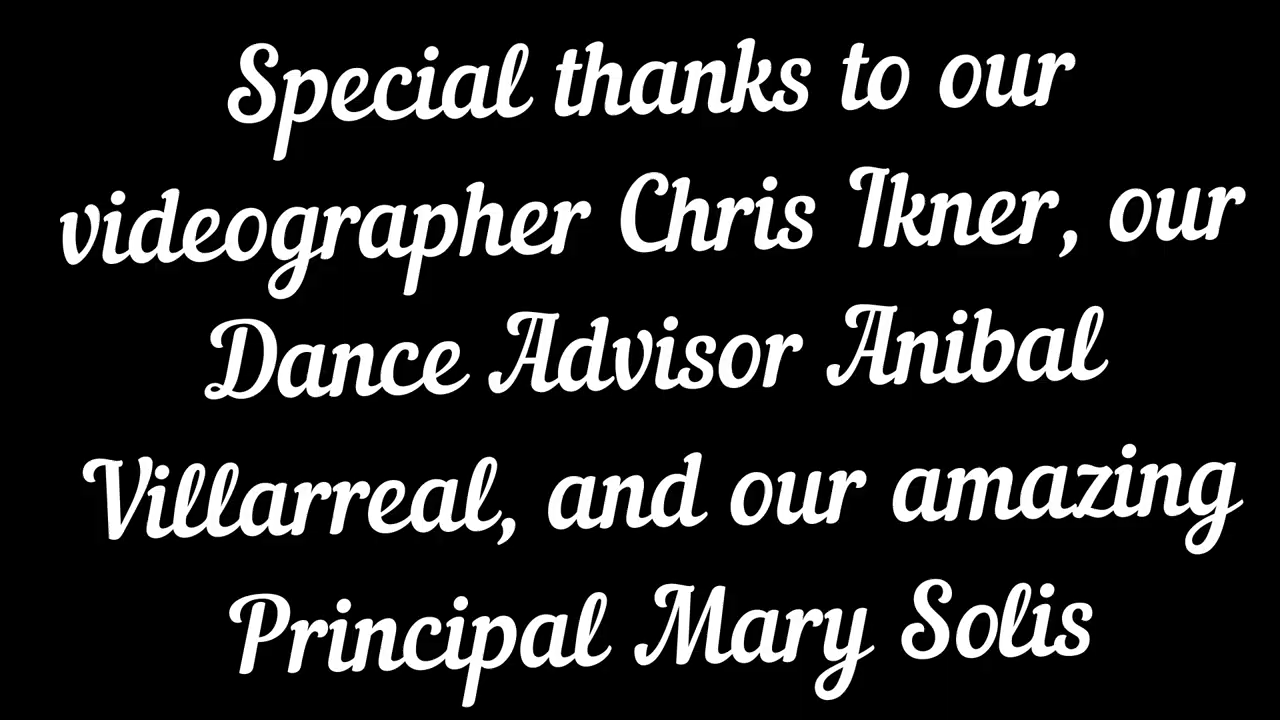 Special thanks to our
videographer Chris Ikner, our
Dance Advisor Anibal
Villarreal, and our amazing
Principal Mary Solis